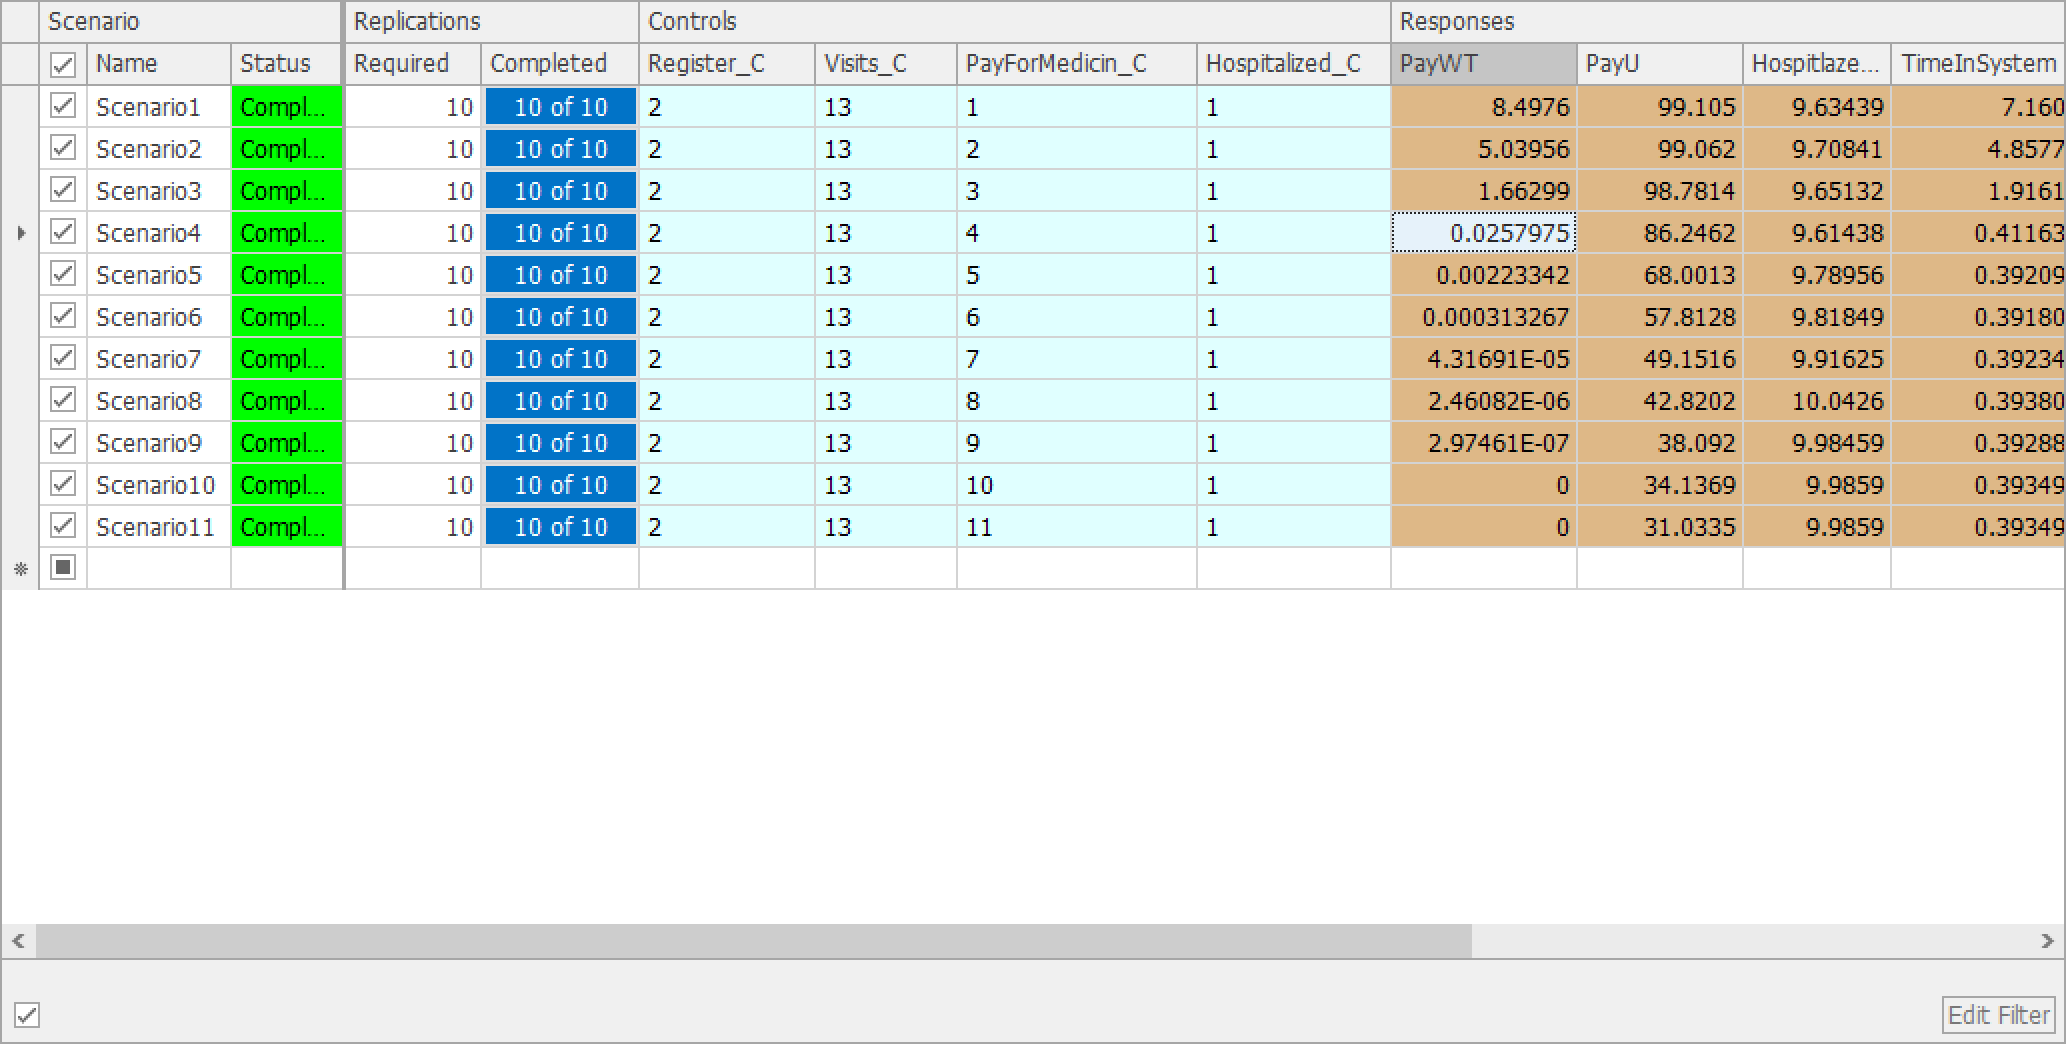 Scenario Replications Controls Responses
Name Status Required Completed Register_C Visits_C PayForMedicin_C Hospitalized_C PayWT PayU Hospitlaze... TimeInSystem
Scenario1 Compl... 10 10 of 10 2 13 1 1 8.4976 99.105 9.63439 7.160
Scenario2 Compl... 10 10 of 10 2 13 2 1 5.03956 99.062 9.70841 4.8577
Scenario3 Compl... 10 10 of 10 2 13 3 1 1.66299 98.7814 9.65132 1.9161
Scenario4 Compl... 10 10 of 10 2 13 4 1 0.0257975 86.2462 9.61438 0.41163
Scenario5 Compl... 10 10 of 10 2 13 5 1 0.00223342 68.0013 9.78956 0.39209
Scenario6 Compl... 10 10 of 10 2 13 6 1 0.000313267 57.8128 9.81849 0.39180
Scenario7 Compl... 10 10 of 10 2 13 7 1 4.31691E-05 49.1516 9.91625 0.39234
Scenario8 Compl... 10 10 of 10 2 13 8 1 2.46082E-06 42.8202 10.0426 0.39380
Scenario9 Compl... 10 10 of 10 2 13 9 1 2.97461E-07 38.092 9.98459 0.39288
Scenario10 Compl... 10 10 of 10 2 13 10 1 0 34.1369 9.9859 0.39349
Scenario11 Compl... 10 10 of 10 2 13 11 1 0 31.0335 9.9859 0.39349
Edit Filter